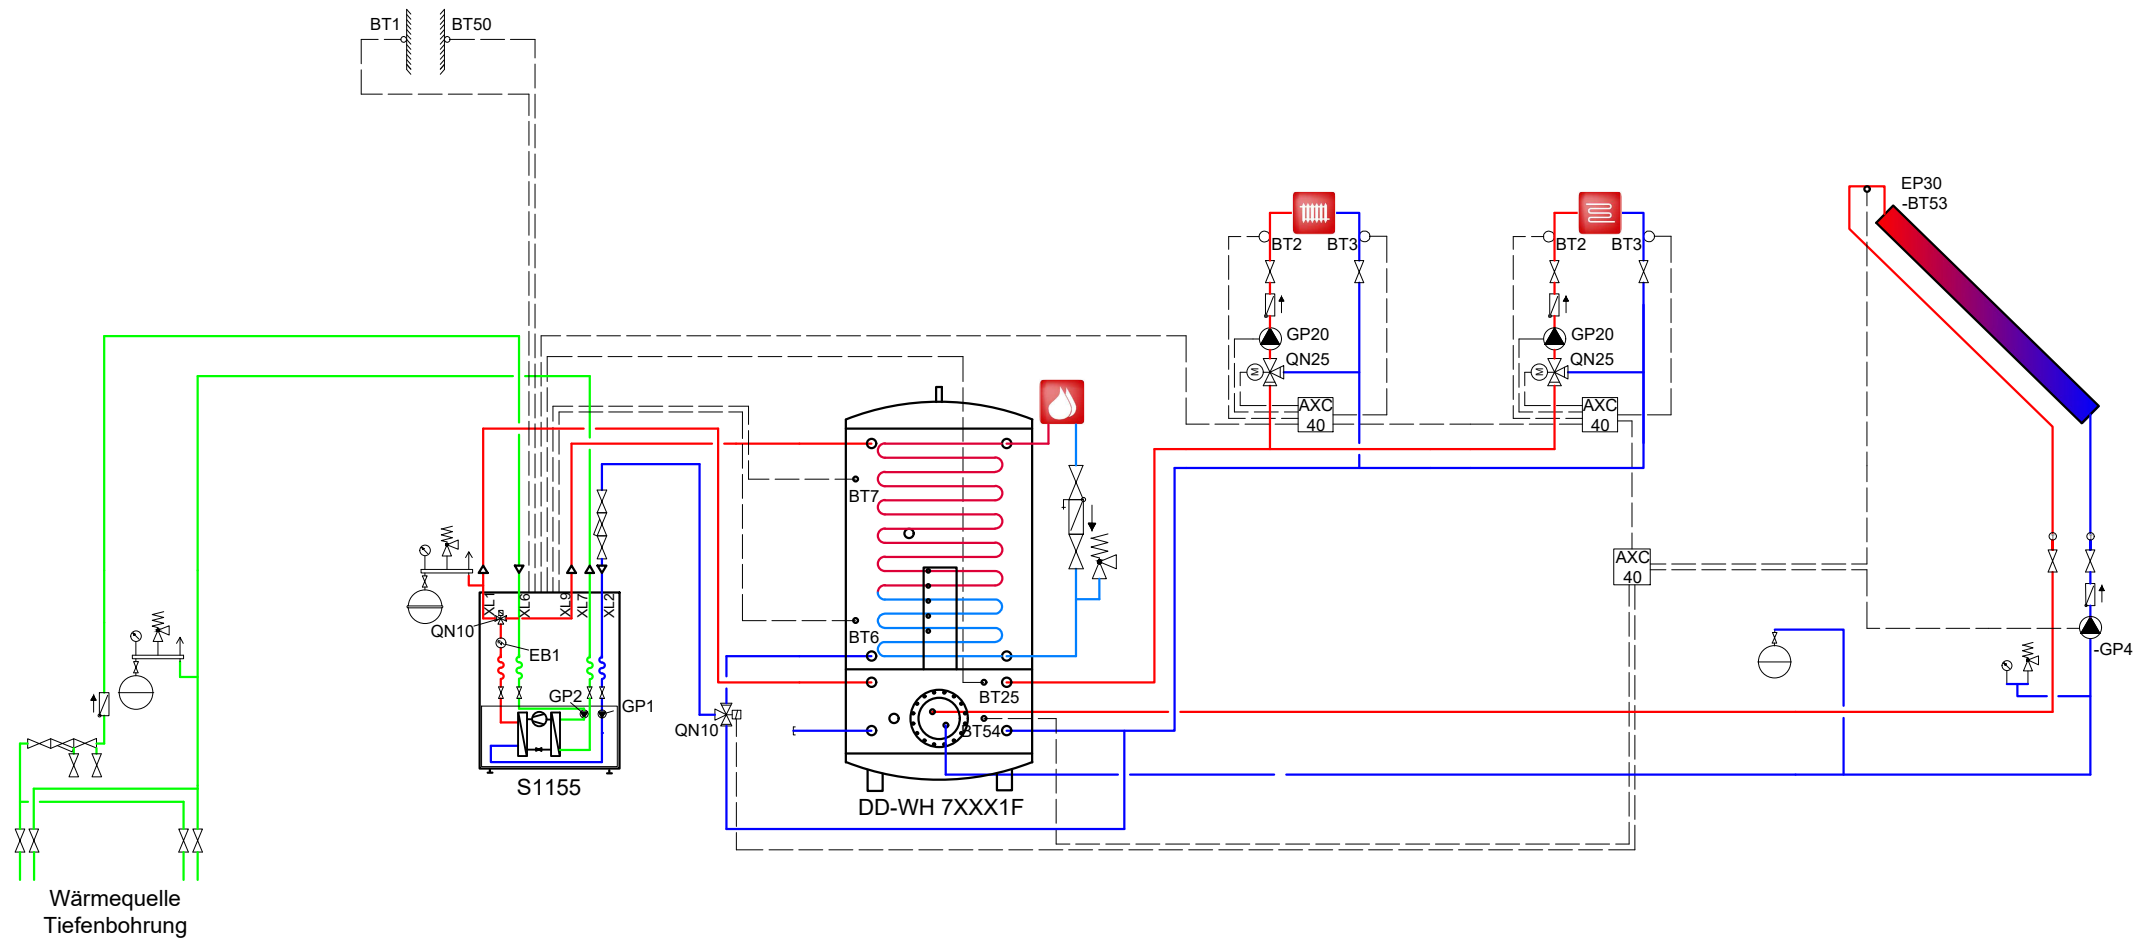 BT1
BT50
EP30
-BT53
BT2
BT3
BT2
BT3
GP20
GP20
QN25
QN25
M
M
AXC
40
AXC
40
BT7
AXC
40
XL1
XL6
XL9
XL7
XL2
QN10
EB1
BT6
-GP4
GP2
GP1
BT25
QN10
BT54
S1155
DD-WH 7XXX1F
Wärmequelle
Tiefenbohrung